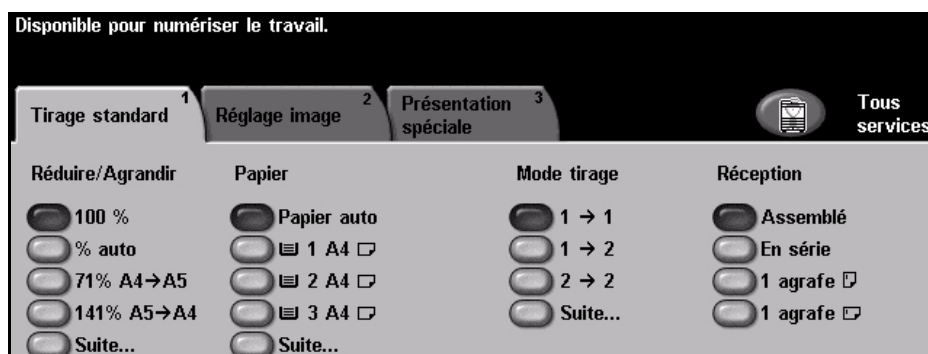 Disponible pour numériser le travail.
Tirage standard 1
Réglage image 2
Présentation 3
spéciale
Tous
services
Réduire/Agrandir
100 %
% auto
71% A4→A5
141% A5→A4
Suite...
Papier
Papier auto
1 A4
2 A4
3 A4
Suite...
Mode tirage
1 → 1
1 → 2
2 → 2
Suite...
Réception
Assemblé
En série
1 agrafe
1 agrafe